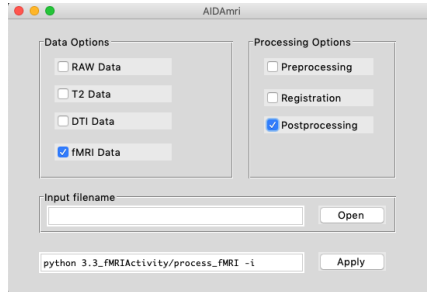 AIDAmri
Data Options
RAW Data
T2 Data
DTI Data
fMRI Data
Processing Options
Preprocessing
Registration
Postprocessing
Input filename
Open
python 3.3_fMRIActivity/process_fMRI -i
Apply